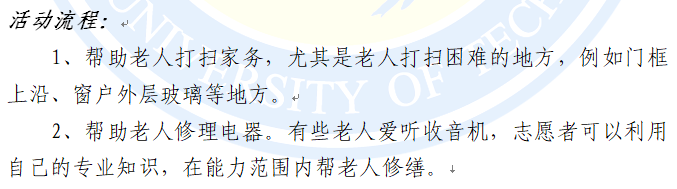 活动流程：
1、帮助老人打扫家务，尤其是老人打扫困难的地方，例如门框
上沿、窗户外层玻璃等地方。
2、帮助老人修理电器。有些老人爱听收音机，志愿者可以利用
自己的专业知识，在能力范围内帮老人修缮。
UNIVERSITY OF TECH